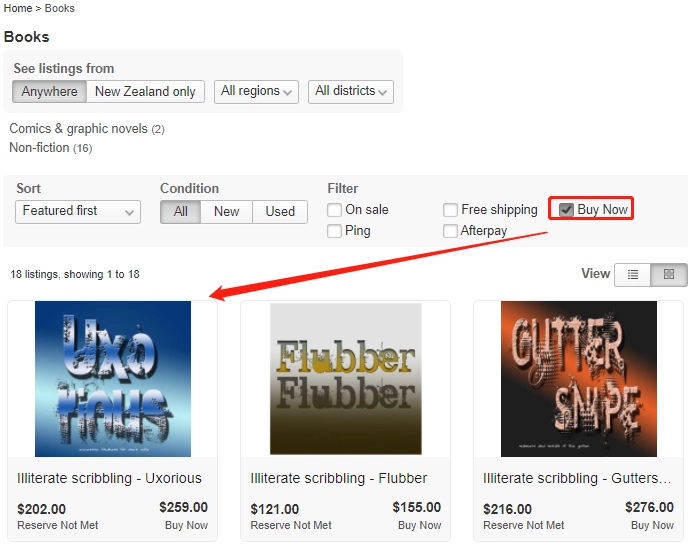 Home > Books
Books
See listings from
Anywhere New Zealand only All regions All districts
Comics & graphic novels (2)
Non-fiction (16)
Sort Condition Filter
Featured first All New Used On sale Free shipping Buy Now
Ping Afterpay
18 listings, showing 1 to 18 View
Uxo
rious
Flubber
Flubber
GUTTER
SNIPE
Illiterate scribbling - Uxorious Illiterate scribbling - Flubber Illiterate scribbling - Gutters...
$202.00 $259.00 $121.00 $155.00 $216.00 $276.00
Reserve Not Met Buy Now Reserve Not Met Buy Now Reserve Not Met Buy Now